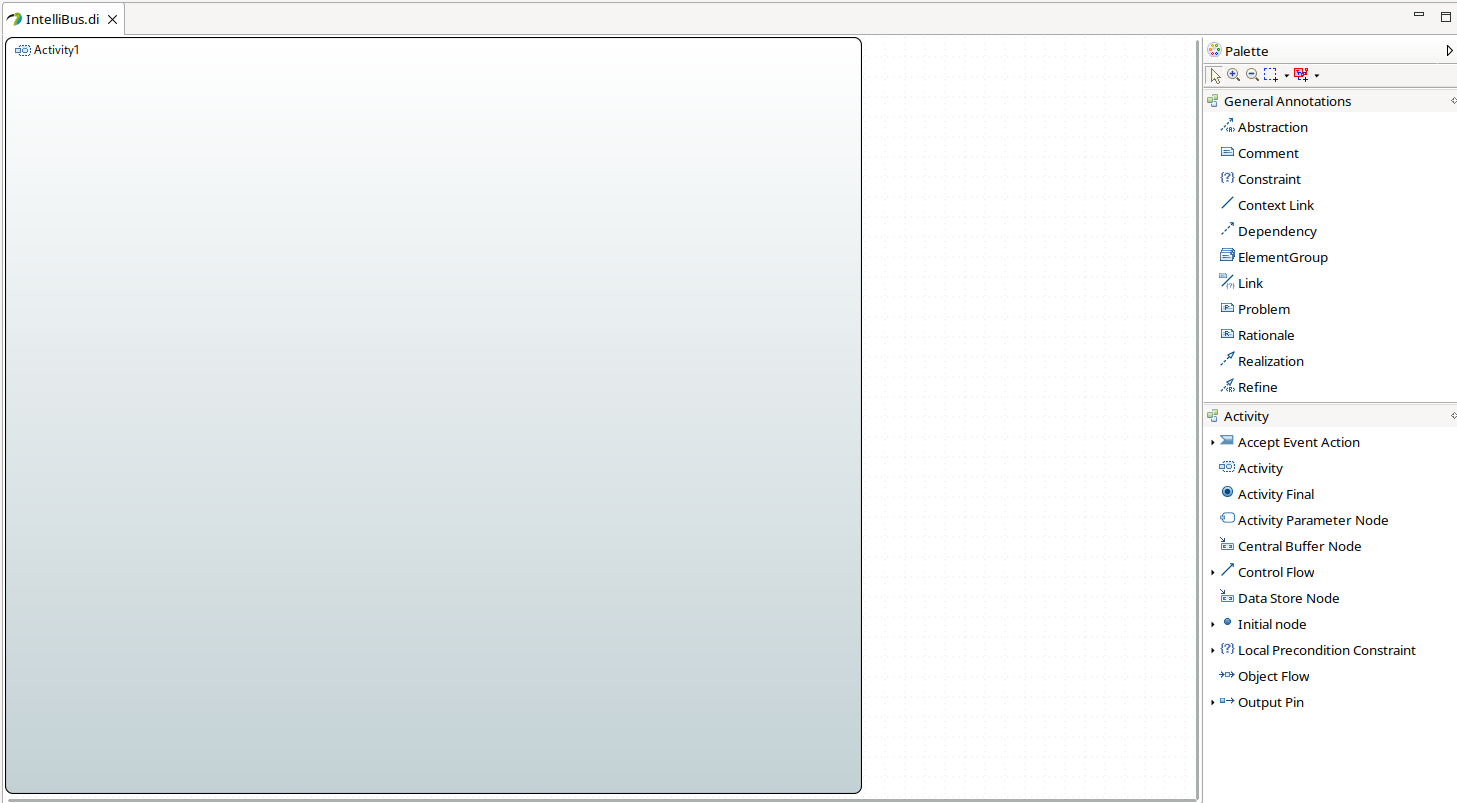 IntelliBus.di
Activity1
Palette
General Annotations
Abstraction
Comment
Constraint
Context Link
Dependency
ElementGroup
Link
Problem
Rationale
Realization
Refine
Activity
Accept Event Action
Activity
Activity Final
Activity Parameter Node
Central Buffer Node
Control Flow
Data Store Node
Initial node
Local Precondition Constraint
Object Flow
Output Pin